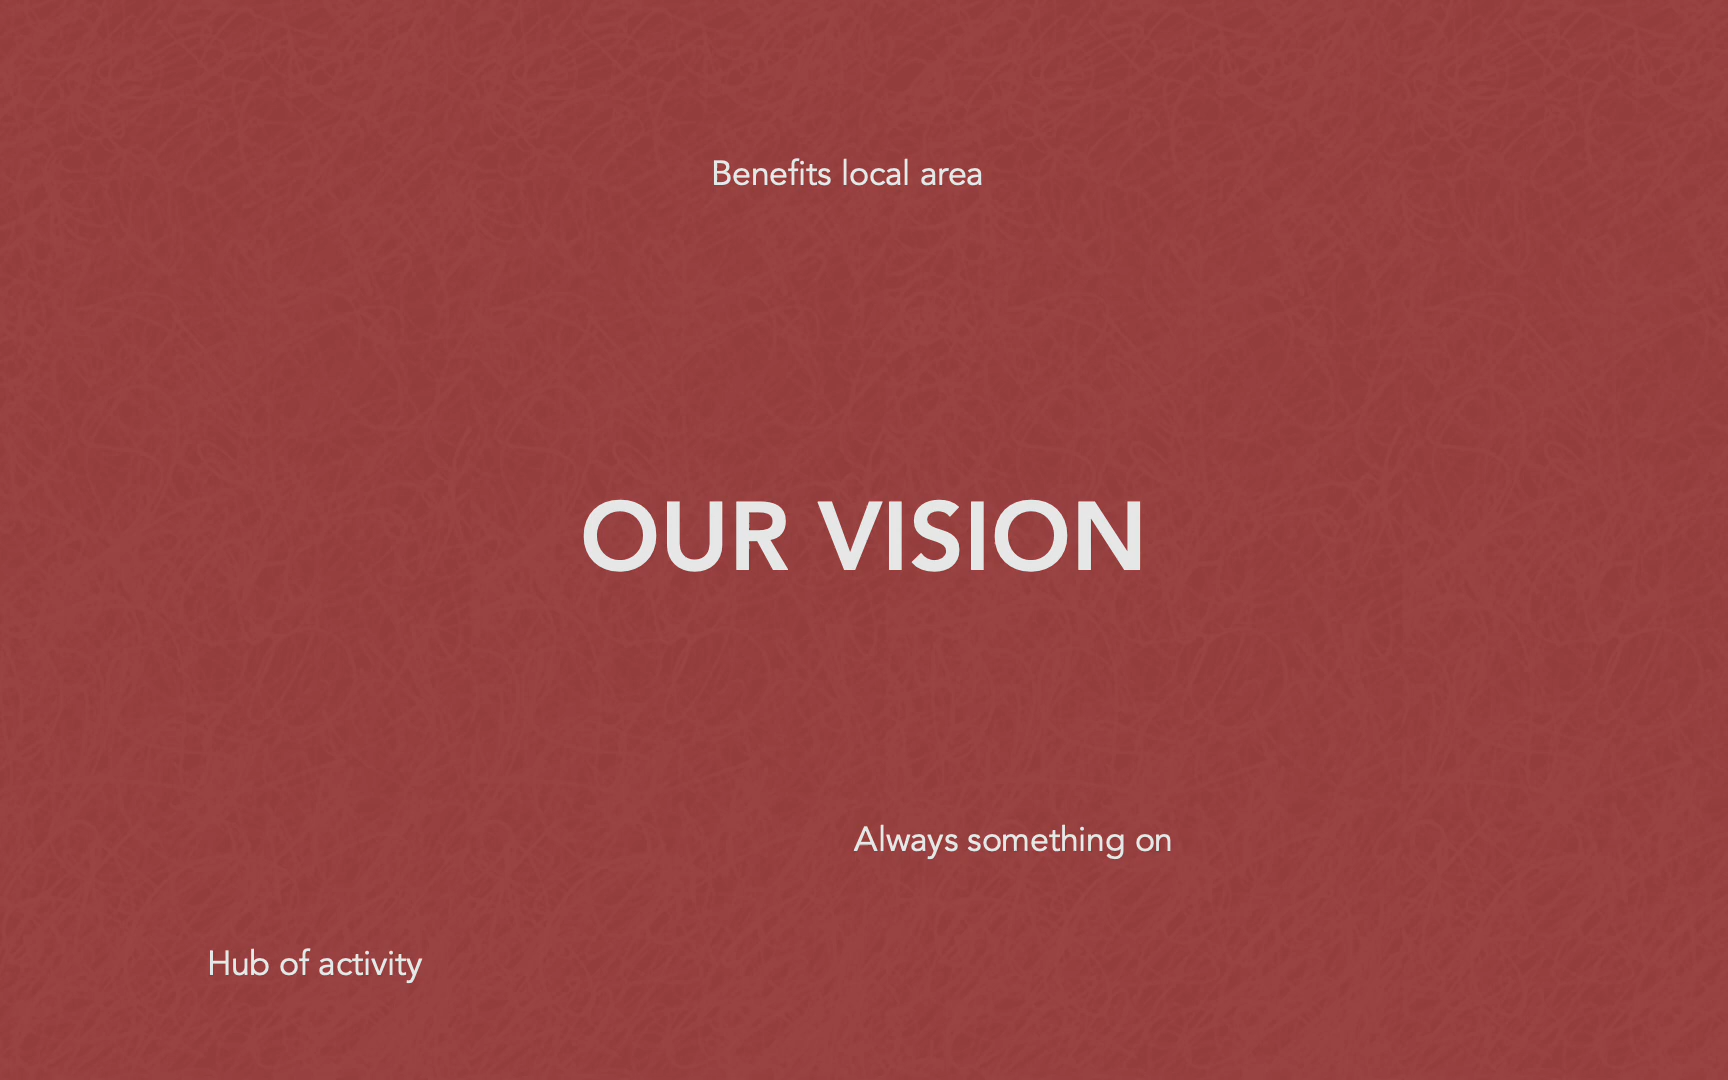 Benefits local area
OUR VISION
Always something on
Hub of activity